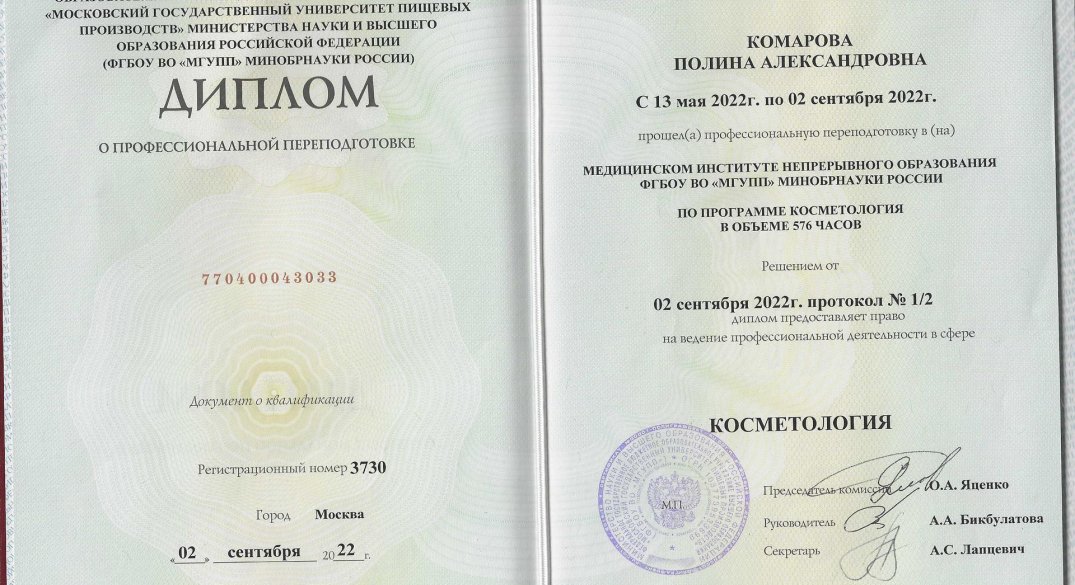 «МОСКОВСКИЙ ГОСУДАРСТВЕННЫЙ УНИВЕРСИТЕТ ПИЩЕВЫХ
ПРОИЗВОДСТВ» МИНИСТЕРСТВА НАУКИ И ВЫСШЕГО
ОБРАЗОВАНИЯ РОССИЙСКОЙ ФЕДЕРАЦИИ
(ФГБОУ ВО «МГУПП» МИНОБРНАУКИ РОССИИ)
ДИПЛОМ
О ПРОФЕССИОНАЛЬНОЙ ПЕРЕПОДГОТОВКЕ
770400043033
Документ о квалификации
Регистрационный номер 3730
Город Москва
«02» сентября 2022 г.
КОМАРОВА
ПОЛИНА АЛЕКСАНДРОВНА
С 13 мая 2022г. по 02 сентября 2022г.
прошел(а) профессиональную переподготовку в (на)
МЕДИЦИНСКОМ ИНСТИТУТЕ НЕПРЕРЫВНОГО ОБРАЗОВАНИЯ
ФГБОУ ВО «МГУПП» МИНОБРНАУКИ РОССИИ
ПО ПРОГРАММЕ КОСМЕТОЛОГИЯ
В ОБЪЕМЕ 576 ЧАСОВ
Решением от
02 сентября 2022г. протокол № 1/2
диплом предоставляет право
на ведение профессиональной деятельности в сфере
КОСМЕТОЛОГИЯ
М.П.
Председатель комиссии О.А. Яценко
Руководитель А.А. Бикбулатова
Секретарь А.С. Лапцевич